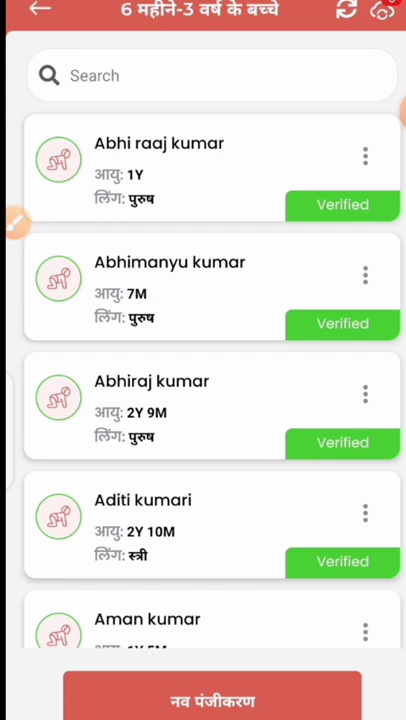 6 महीने-3 वर्ष के बच्चे
Search
Abhi raaj kumar
आयु: 1Y
लिंग: पुरुष
Verified
Abhimanyu kumar
आयु: 7M
लिंग: पुरुष
Verified
Abhiraj kumar
आयु: 2Y 9M
लिंग: पुरुष
Verified
Aditi kumari
आयु: 2Y 10M
लिंग: स्त्री
Verified
Aman kumar
नव पंजीकरण